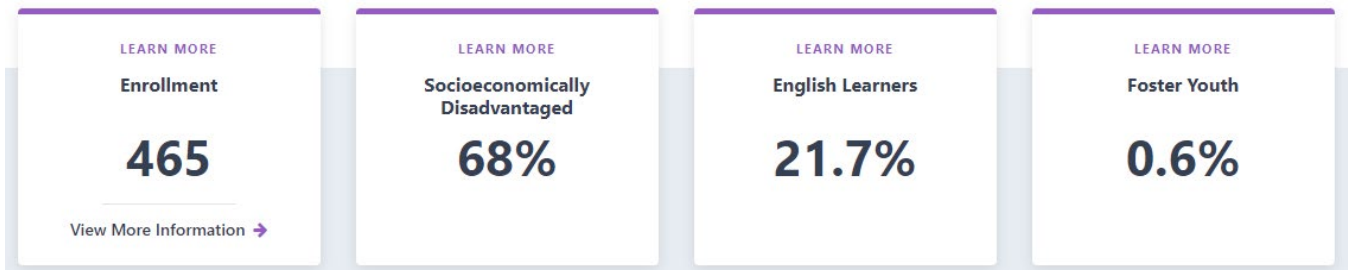 LEARN MORE
Enrollment
465
View More Information
LEARN MORE
Socioeconomically
Disadvantaged
68%
LEARN MORE
English Learners
21.7%
LEARN MORE
Foster Youth
0.6%